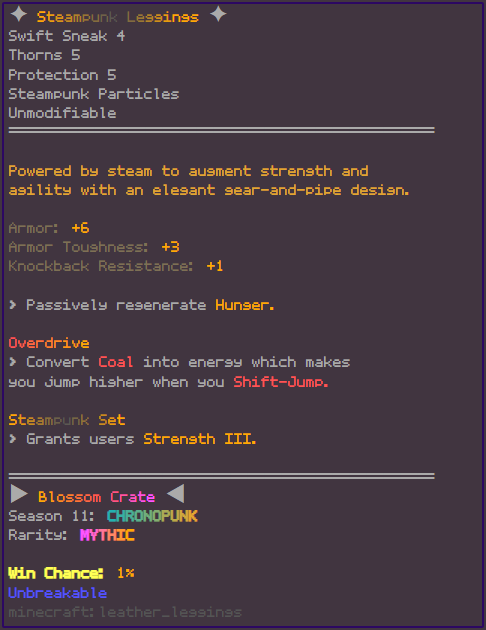 ✦ Steampunk Leggings ✦
Swift Sneak 4
Thorns 5
Protection 5
Steampunk Particles
Unmodifiable
Powered by steam to augment strength and
agility with an elegant gear-and-pipe design.
Armor: +6
Armor Toughness: +3
Knockback Resistance: +1
› Passively regenerate Hunger.
Overdrive
› Convert Coal into energy which makes
you jump higher when you Shift-Jump.
Steampunk Set
› Grants users Strength III.
▶ Blossom Crate ◀
Season 11: CHRONOPUNK
Rarity: MYTHIC
Win Chance: 1%
Unbreakable
minecraft:leather_leggings